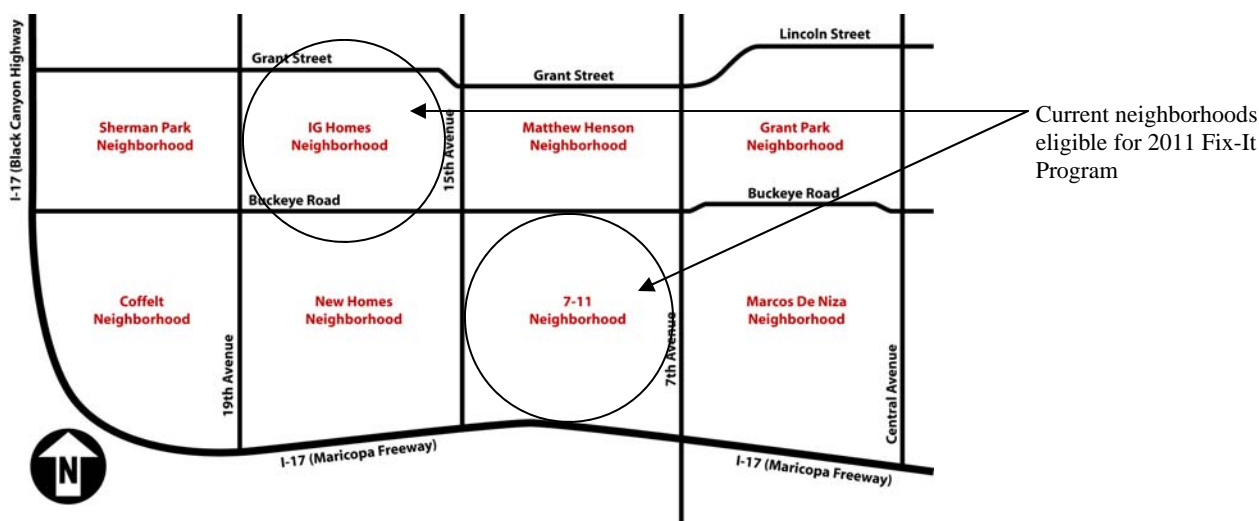 Lincoln Street
Grant Street
Grant Street
I-17 (Black Canyon Highway)
Sherman Park
Neighborhood
IG Homes
Neighborhood
15th Avenue
Matthew Henson
Neighborhood
Grant Park
Neighborhood
Current neighborhoods
eligible for 2011 Fix-It
Program
Buckeye Road
Buckeye Road
Coffelt
Neighborhood
New Homes
Neighborhood
7-11
Neighborhood
Marcos De Niza
Neighborhood
19th Avenue
7th Avenue
Central Avenue
I-17 (Maricopa Freeway)
I-17 (Maricopa Freeway)
N